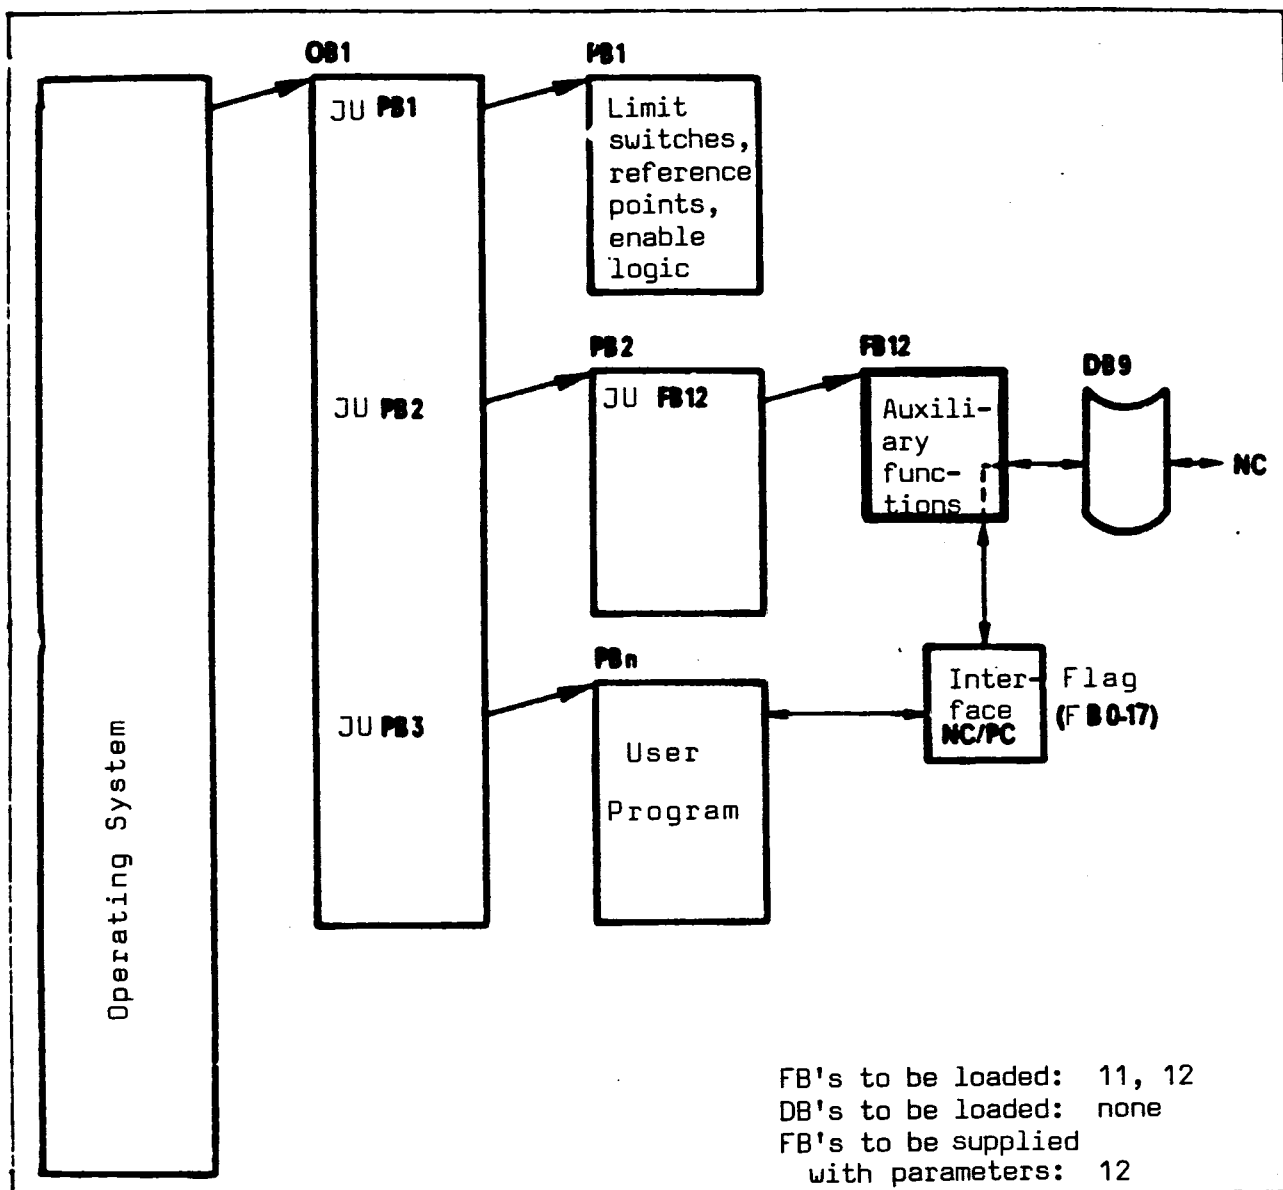 OB1
PB1
JU PB1
Limit
switches,
reference
points,
enable
logic
PB2
FB12
DB9
JU PB2
JU FB12
Auxili-
ary
func-
tions
NC
PBn
JU PB3
User
Program
Inter-
face
NC/PC
Flag
(F B 0-17)
Operating System
FB's to be loaded: 11, 12
DB's to be loaded: none
FB's to be supplied
with parameters: 12